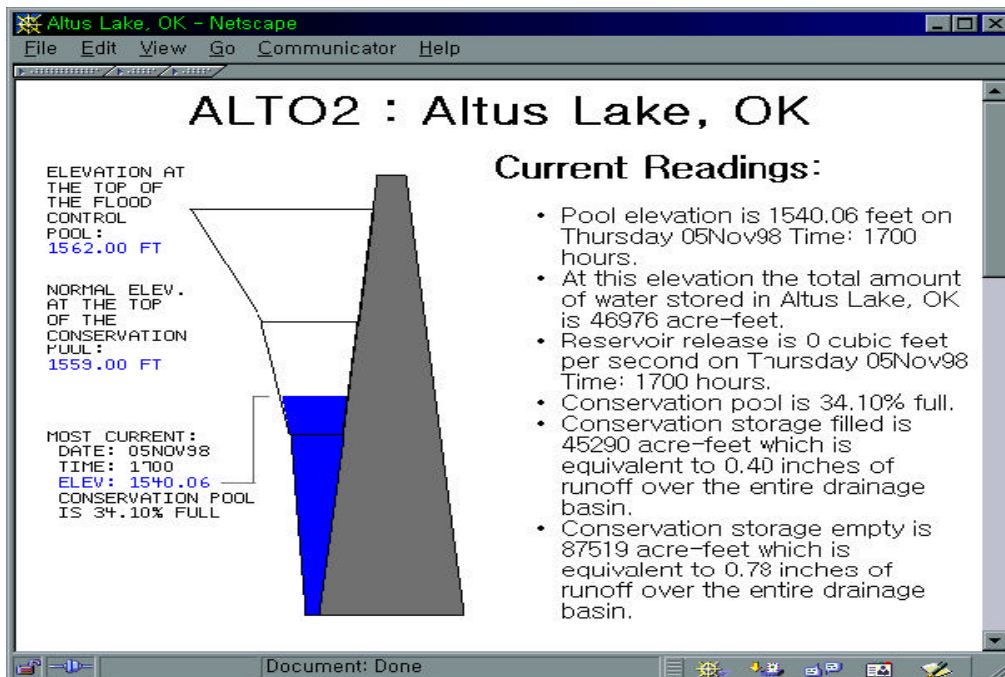 Altus Lake, OK - Netscape
File Edit View Go Communicator Help
ALTO2 : Altus Lake, OK
ELEVATION AT
THE TOP OF
THE FLOOD
CONTROL
POOL:
1562.00 FT
NORMAL ELEV.
AT THE TOP
OF THE
CONSERVATION
POOL:
1559.00 FT
MOST CURRENT:
DATE: 05NOV98
TIME: 1700
ELEV: 1540.06
CONSERVATION POOL
IS 34.10% FULL
Current Readings:
• Pool elevation is 1540.06 feet on
Thursday 05Nov98 Time: 1700
hours.
• At this elevation the total amount
of water stored in Altus Lake, OK
is 46976 acre-feet.
• Reservoir release is 0 cubic feet
per second on Thursday 05Nov98
Time: 1700 hours.
• Conservation pool is 34.10% full.
• Conservation storage filled is
45290 acre-feet which is
equivalent to 0.40 inches of
runoff over the entire drainage
basin.
• Conservation storage empty is
87519 acre-feet which is
equivalent to 0.78 inches of
runoff over the entire drainage
basin.
Document: Done